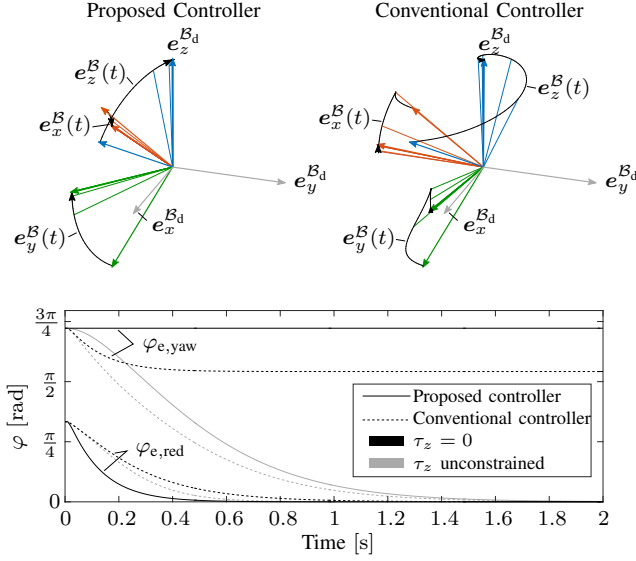 Proposed Controller
Conventional Controller
e_z^{B_d}
e_z^B(t)
e_x^B(t)
e_y^{B_d}
e_x^{B_d}
e_y^B(t)
e_z^{B_d}
e_z^B(t)
e_x^B(t)
e_y^{B_d}
e_x^{B_d}
e_y^B(t)
3π/4
π/2
π/4
0
φ [rad]
φ_{e,yaw}
φ_{e,red}
Proposed controller
Conventional controller
τ_z = 0
τ_z unconstrained
0 0.2 0.4 0.6 0.8 1 1.2 1.4 1.6 1.8 2
Time [s]